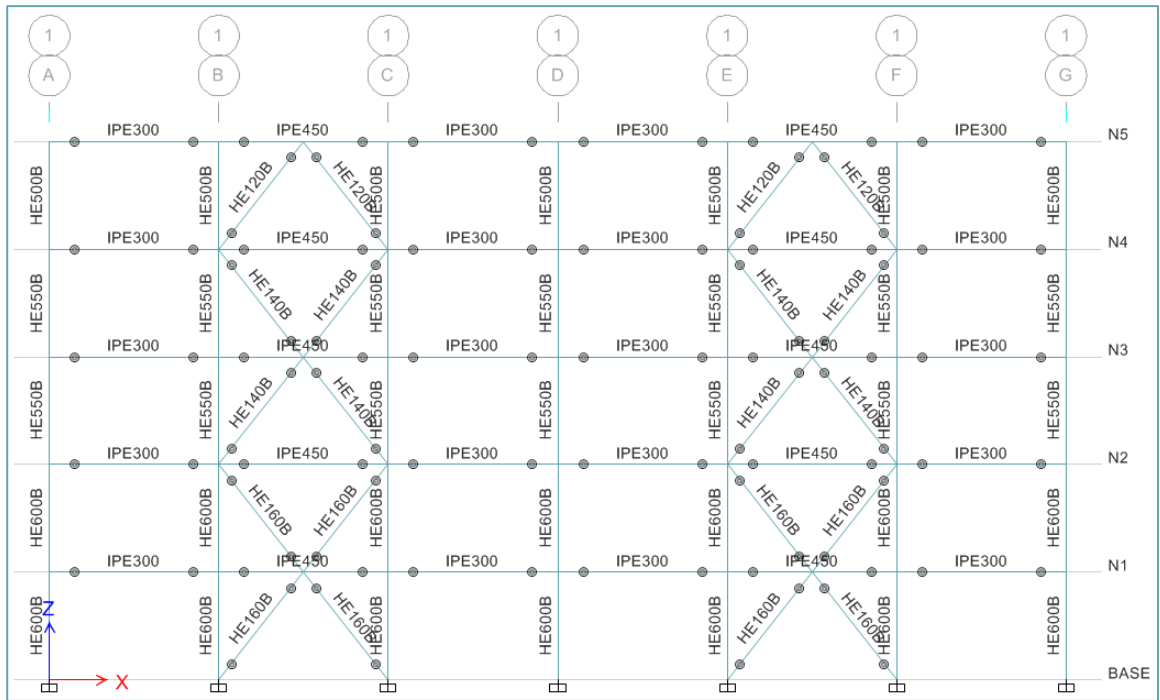 1 1 1 1 1 1 1
A B C D E F G
IPE300 IPE450 IPE300 IPE300 IPE450 IPE300 N5
HE500B HE500B HE120B HE120B HE500B HE500B HE500B HE120B HE120B HE500B HE500B
IPE300 IPE450 IPE300 IPE300 IPE450 IPE300 N4
HE550B HE550B HE140B HE140B HE550B HE550B HE550B HE140B HE140B HE550B HE550B
IPE300 IPE450 IPE300 IPE300 IPE450 IPE300 N3
HE550B HE550B HE140B HE140B HE550B HE550B HE550B HE140B HE140B HE550B HE550B
IPE300 IPE450 IPE300 IPE300 IPE450 IPE300 N2
HE600B HE600B HE160B HE160B HE600B HE600B HE600B HE160B HE160B HE600B HE600B
IPE300 IPE450 IPE300 IPE300 IPE450 IPE300 N1
HE600B HE600B HE160B HE160B HE600B HE600B HE600B HE160B HE160B HE600B HE600B
Z
X
BASE